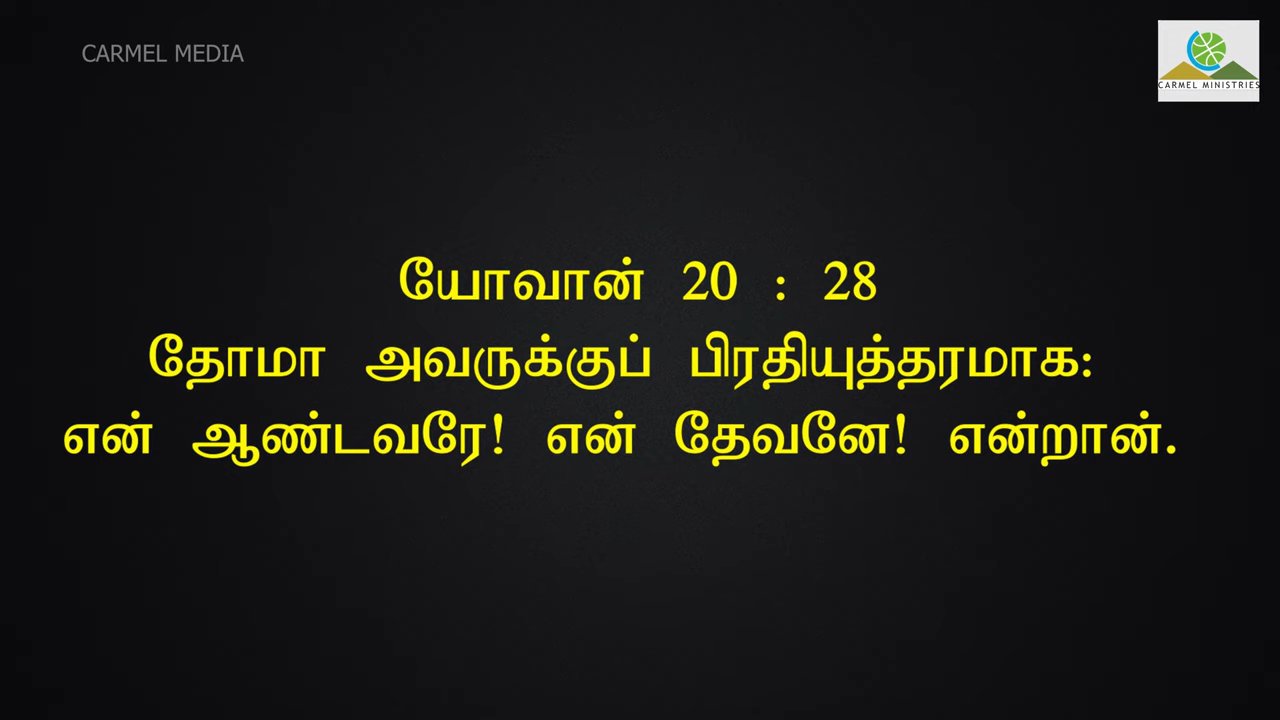 CARMEL MEDIA
CARMEL MINISTRIES
யோவான் 20 : 28
தோமா அவருக்குப் பிரதியுத்தரமாக:
என் ஆண்டவரே! என் தேவனே! என்றான்.